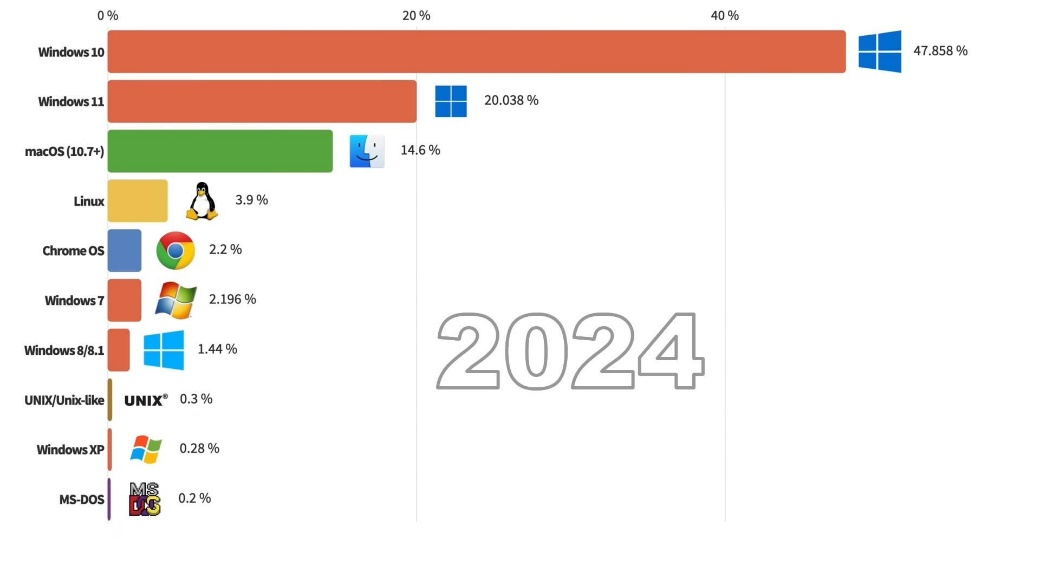 0 % 20 % 40 %
Windows 10 47.858 %
Windows 11 20.038 %
macOS (10.7+) 14.6 %
Linux 3.9 %
Chrome OS 2.2 %
Windows 7 2.196 %
Windows 8/8.1 1.44 %
2024
UNIX/Unix-like UNIX® 0.3 %
Windows XP 0.28 %
MS-DOS MS DOS 0.2 %